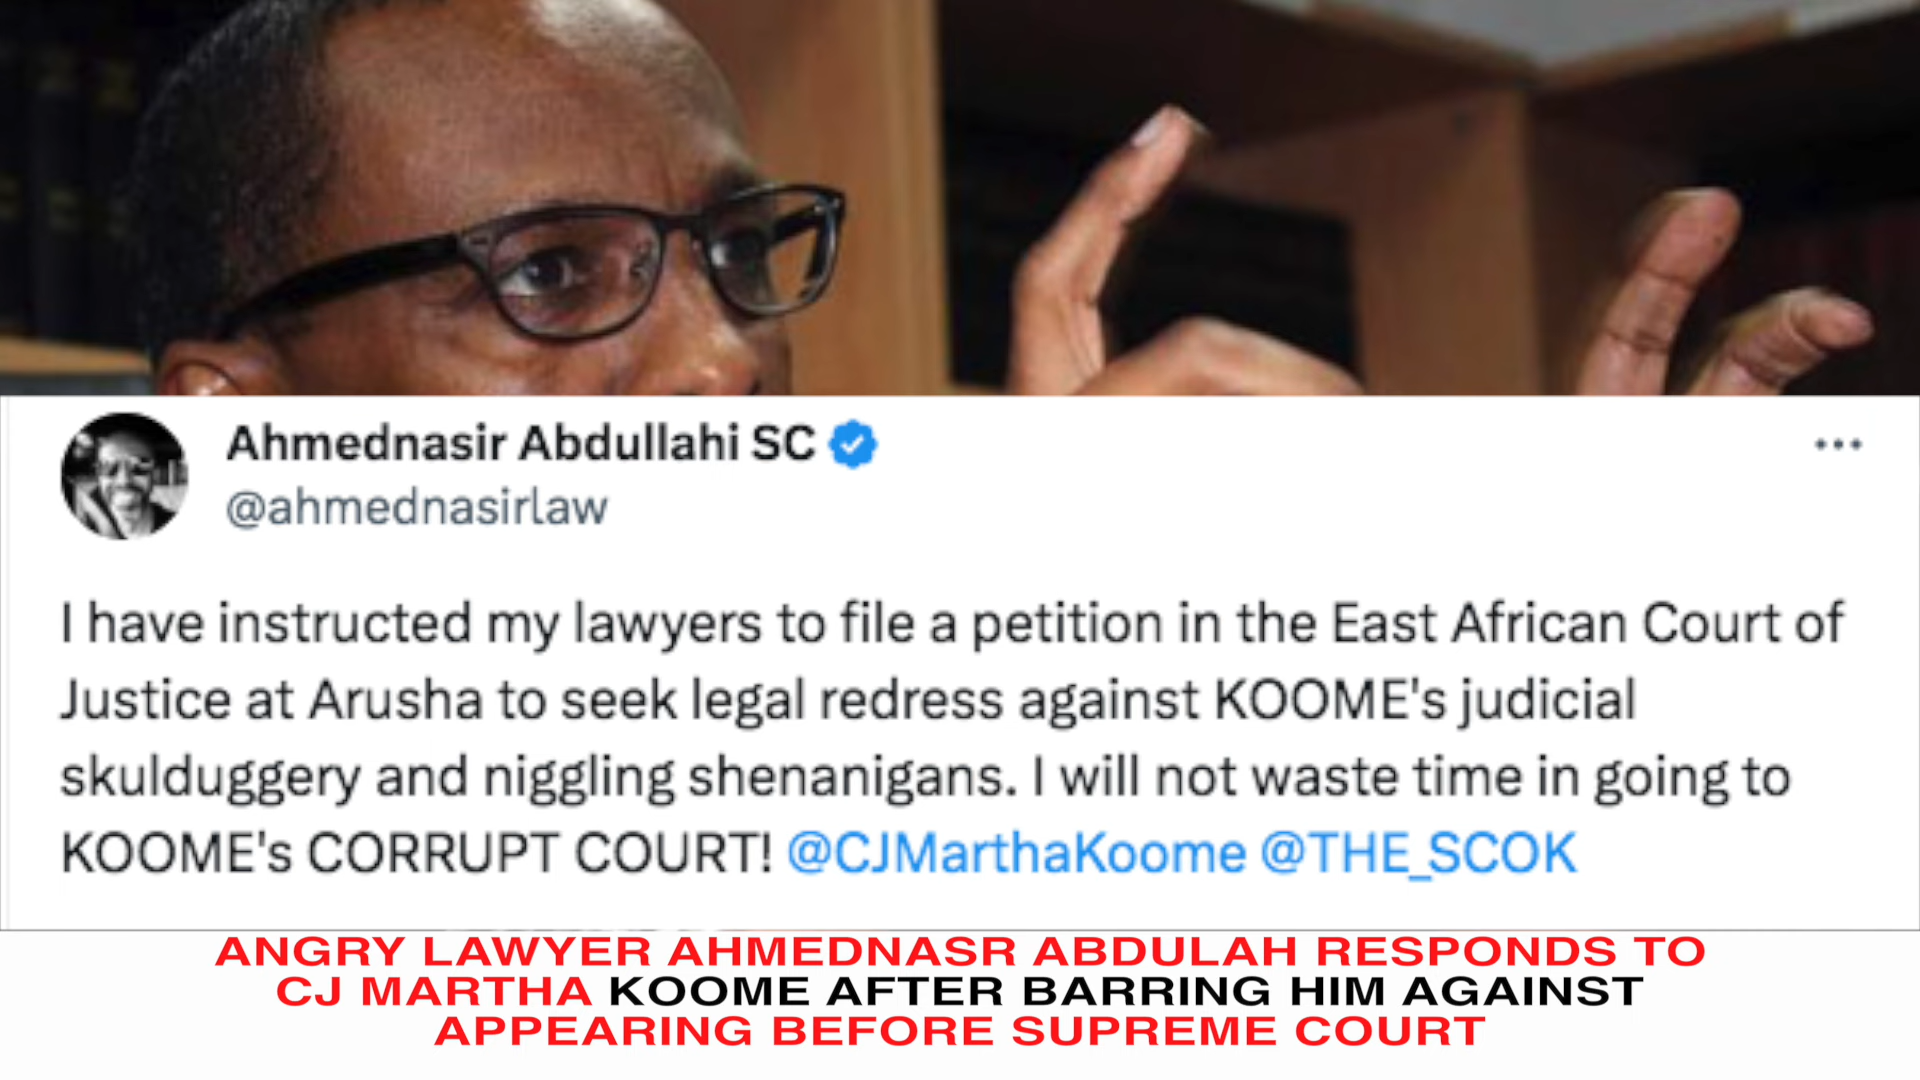 Ahmednasir Abdullahi SC
@ahmednasirlaw
I have instructed my lawyers to file a petition in the East African Court of
Justice at Arusha to seek legal redress against KOOME's judicial
skulduggery and niggling shenanigans. I will not waste time in going to
KOOME's CORRUPT COURT! @CJMarthaKoome @THE_SCOK
ANGRY LAWYER AHMEDNASR ABDULAH RESPONDS TO
CJ MARTHA KOOME AFTER BARRING HIM AGAINST
APPEARING BEFORE SUPREME COURT